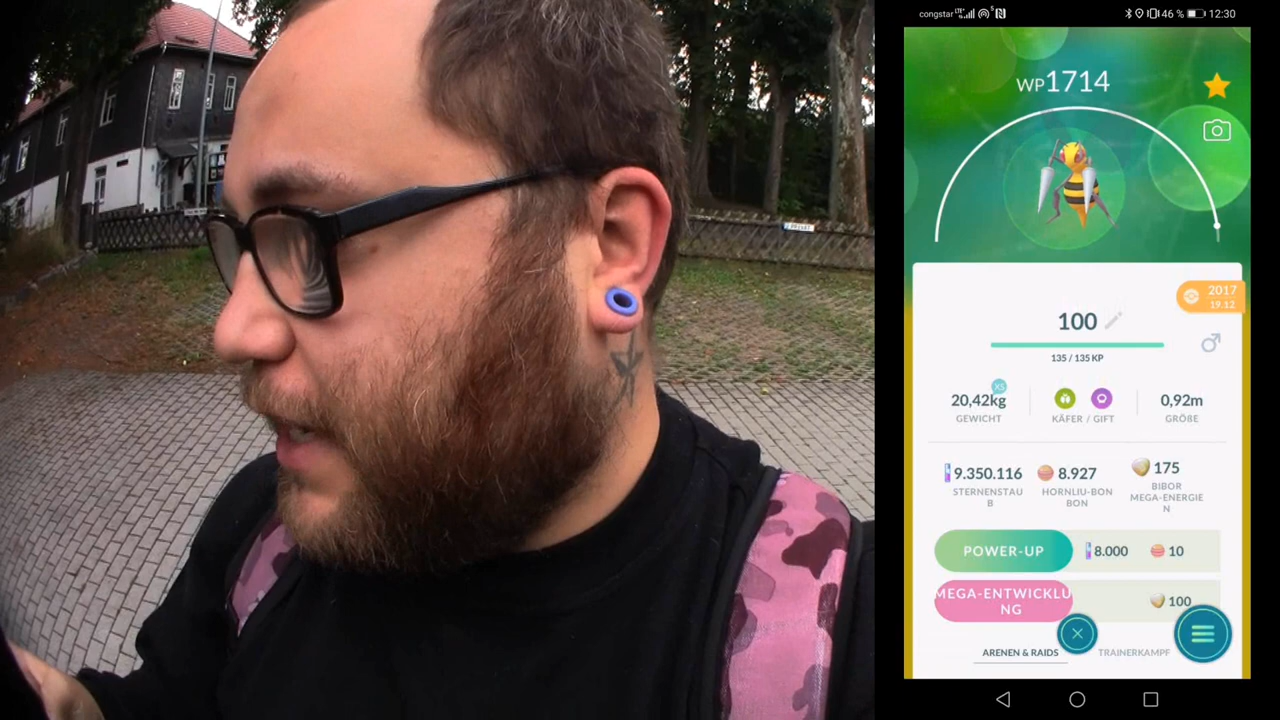 congstar 46 % 12:30
WP1714
2017
19.12
100
135 / 135 KP
XS
20,42kg
GEWICHT
KÄFER / GIFT
0,92m
GRÖßE
9.350.116
STERNENSTAU
B
8.927
HORNLIU-BON
BON
175
BIBOR
MEGA-ENERGIE
N
POWER-UP
8.000
10
MEGA-ENTWICKLU
NG
100
ARENEN & RAIDS
TRAINERKAMPF
PRIVAT